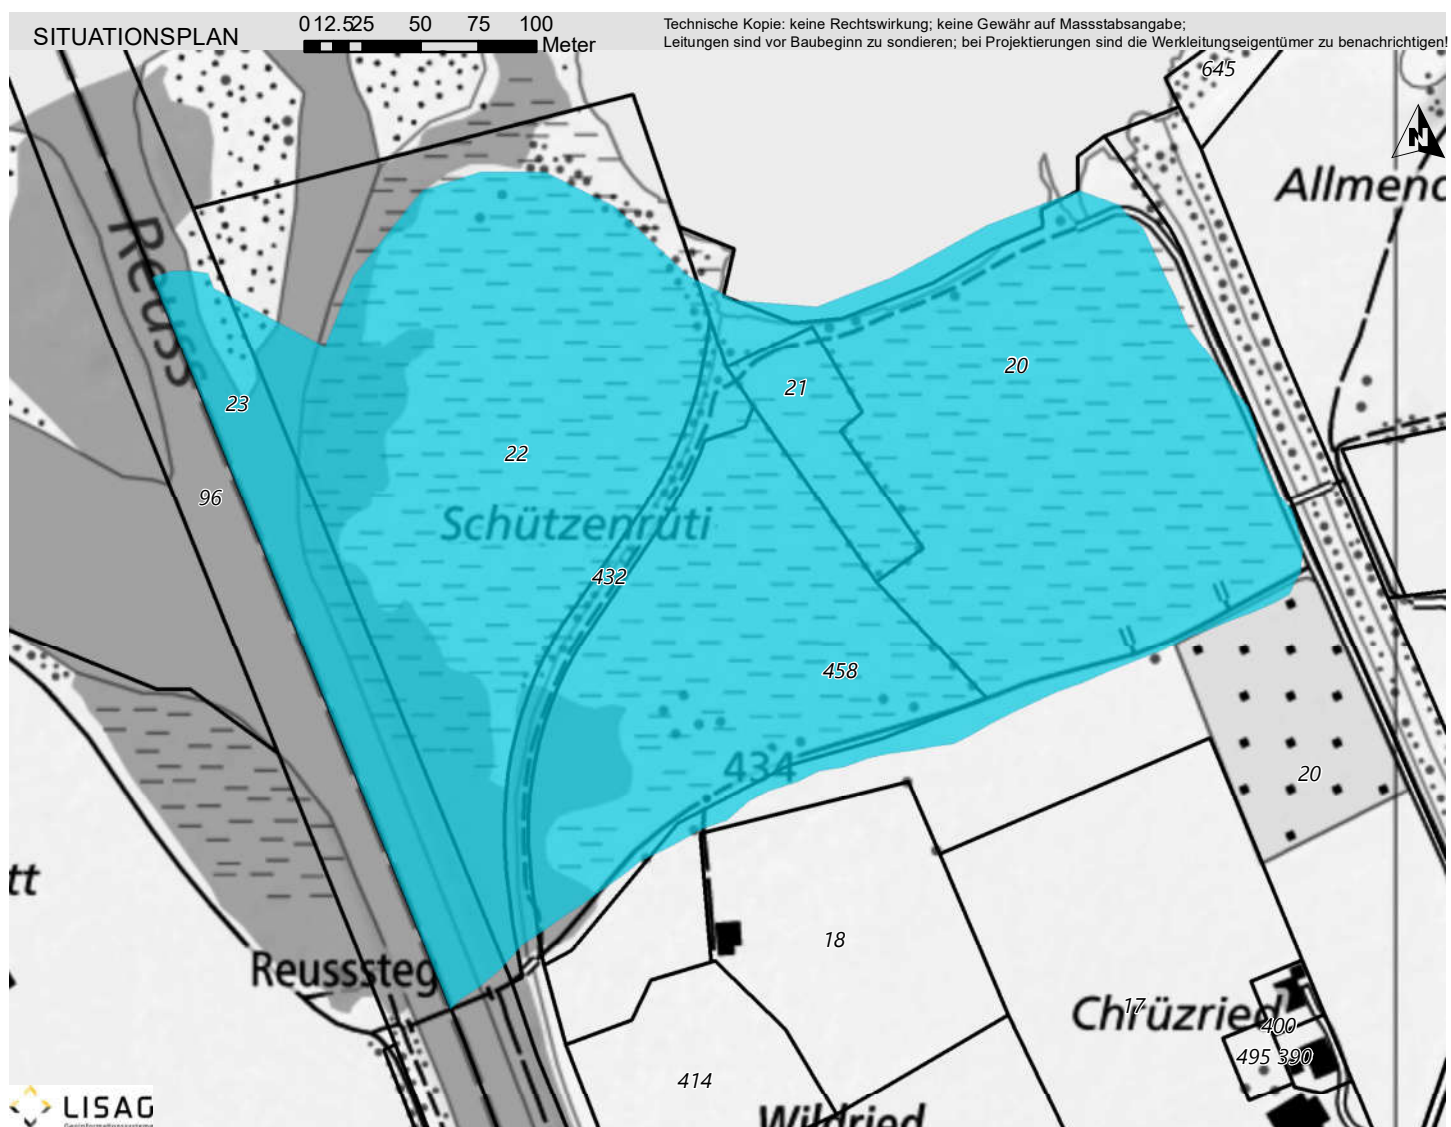 SITUATIONSPLAN
0 12.5 25 50 75 100
Meter
Technische Kopie: keine Rechtswirkung; keine Gewähr auf Massstabsangabe;
Leitungen sind vor Baubeginn zu sondieren; bei Projektierungen sind die Werkleitungseigentümer zu benachrichtigen!
645
N
Allmend
Reuss
20
21
23
22
96
Schützenrüti
432
458
434
20
tt
18
Reusssteg
17
Chrüzried
400
495 390
414
Wildried
LISAG
Geoinformationssysteme